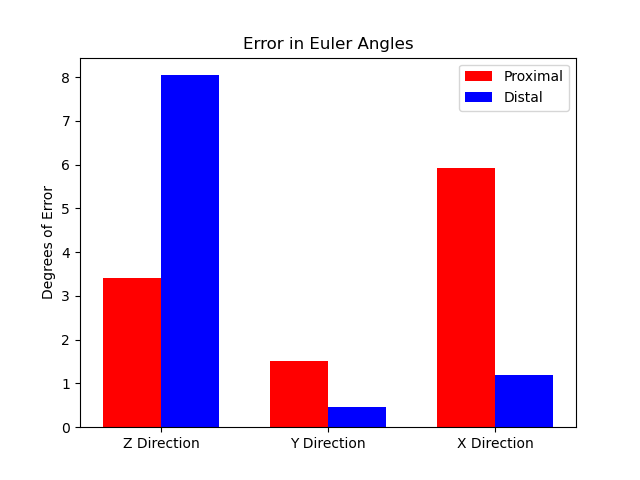 Error in Euler Angles
Proximal
Distal
Degrees of Error
8
7
6
5
4
3
2
1
0
Z Direction
Y Direction
X Direction